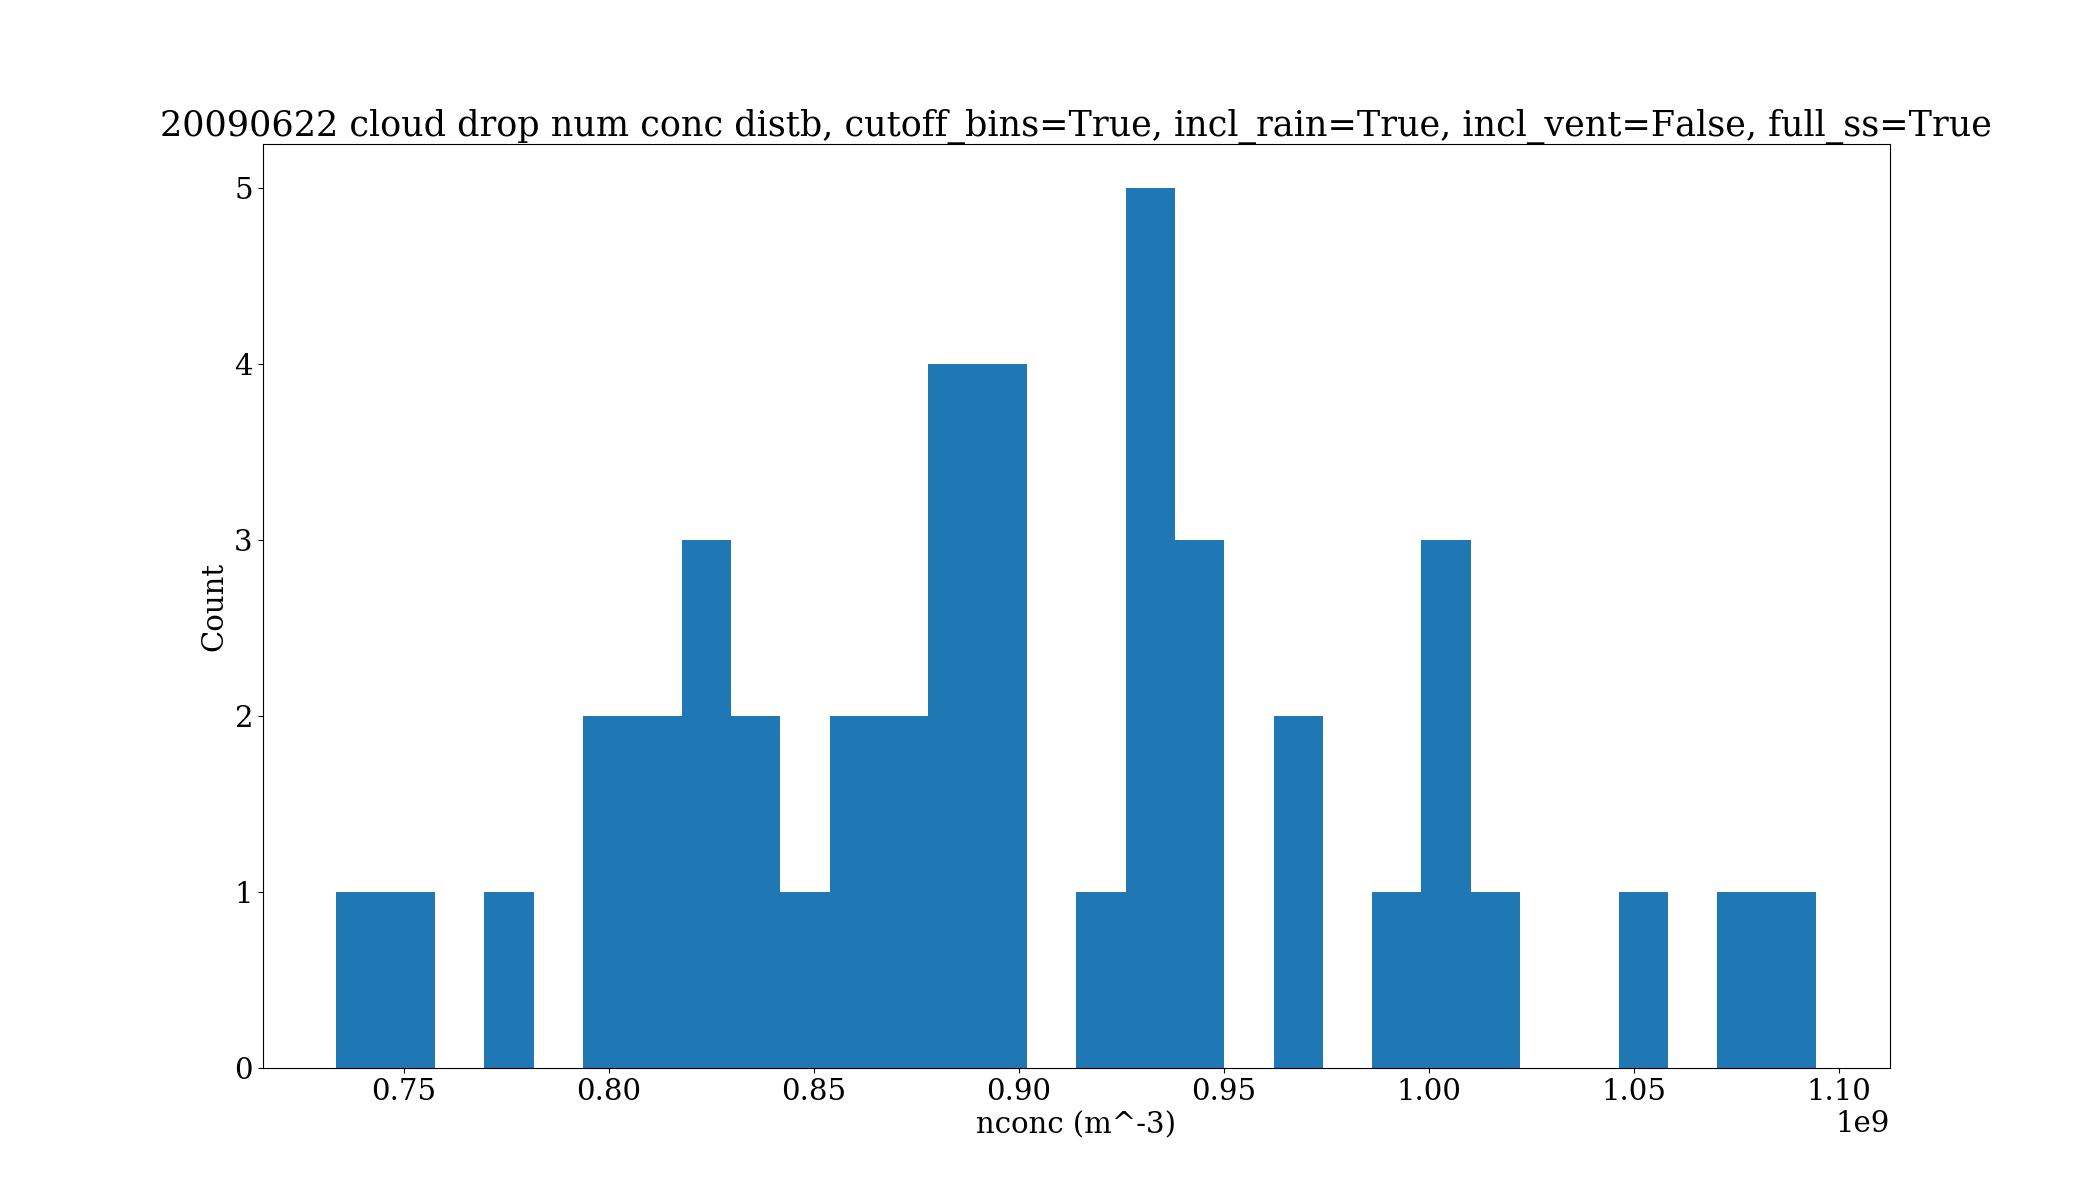 20090622 cloud drop num conc distb, cutoff_bins=True, incl_rain=True, incl_vent=False, full_ss=True
5
4
3
2
1
0
Count
0.75 0.80 0.85 0.90 0.95 1.00 1.05 1.10
nconc (m^-3)
1e9